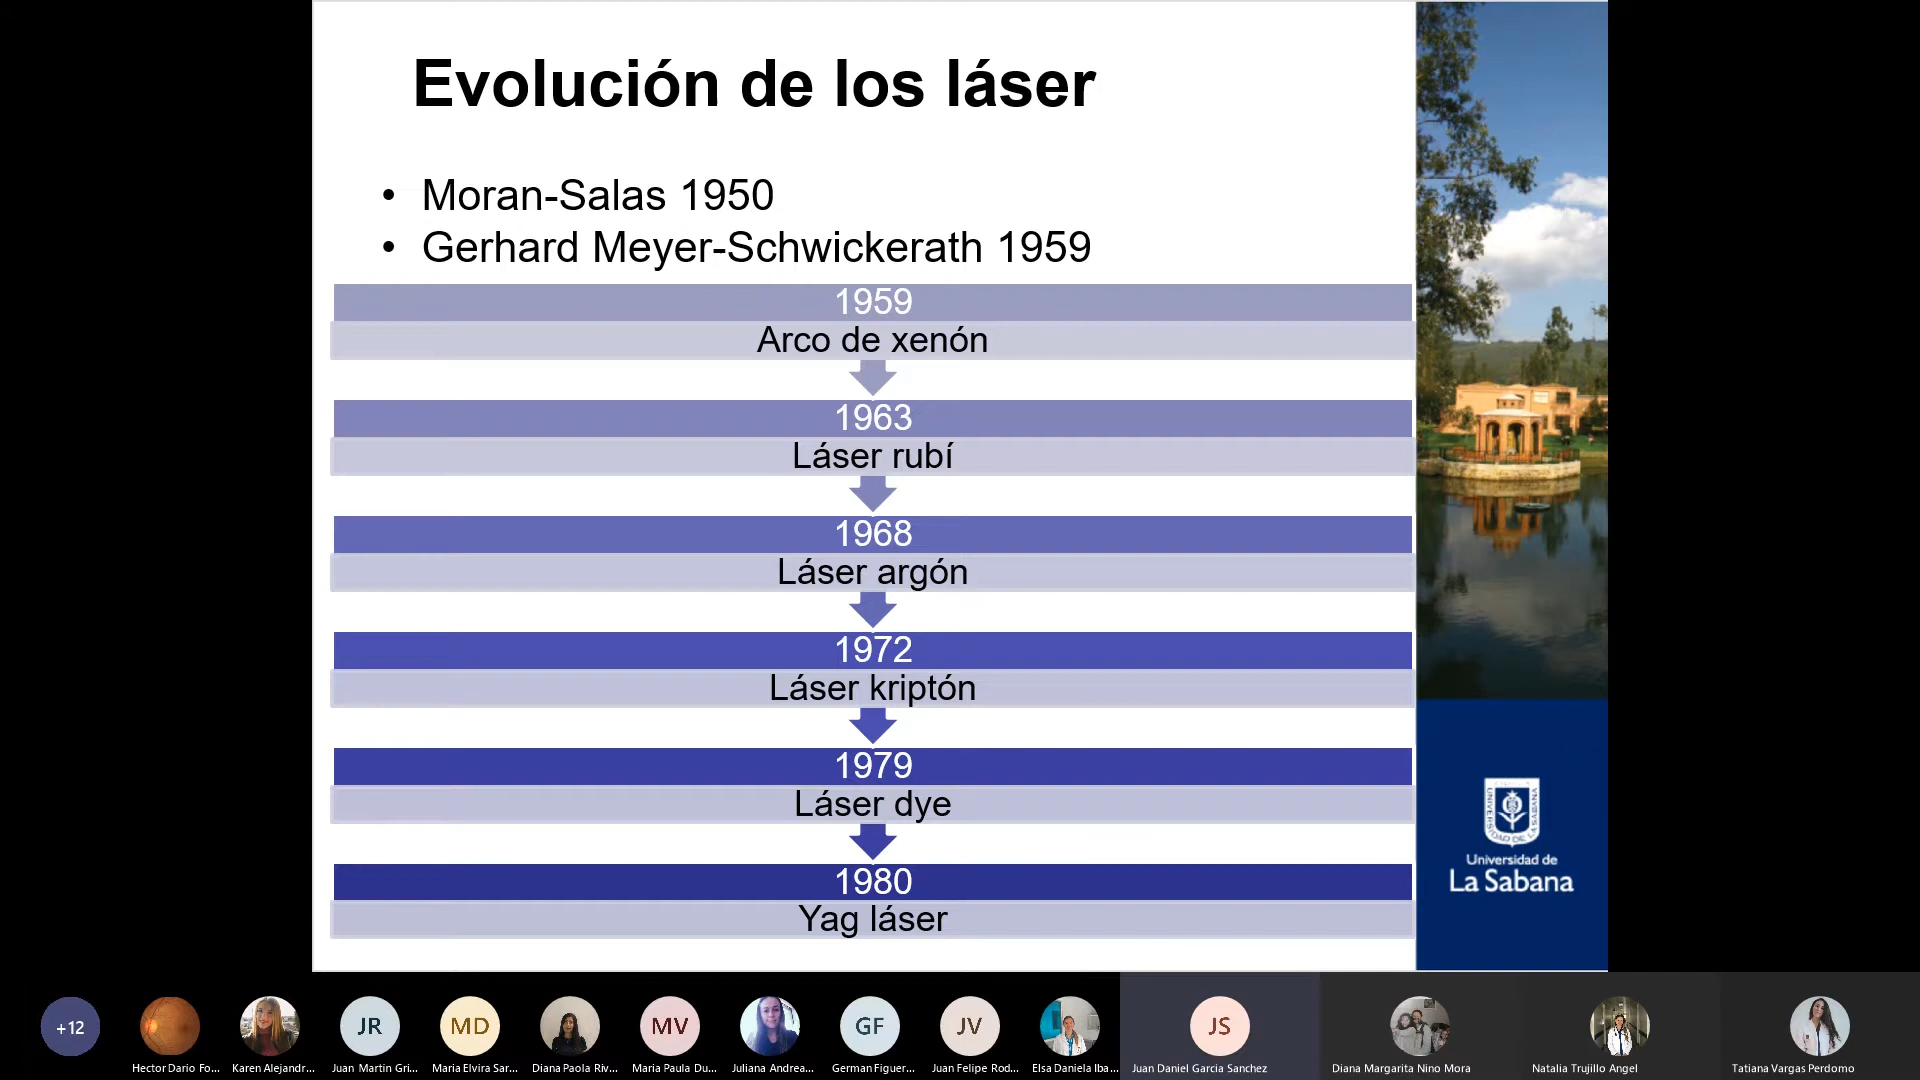 Evolución de los láser
• Moran-Salas 1950
• Gerhard Meyer-Schwickerath 1959
1959
Arco de xenón
1963
Láser rubí
1968
Láser argón
1972
Láser kriptón
1979
Láser dye
1980
Yag láser
UNIVERSIDAD DE LA SABANA
Universidad de
La Sabana
+12
JR
MD
MV
GF
JV
JS
Hector Dario Fo...
Karen Alejandr...
Juan Martin Gri...
Maria Elvira Sar...
Diana Paola Riv...
Maria Paula Du...
Juliana Andrea...
German Figuer...
Juan Felipe Rod...
Elsa Daniela Iba...
Juan Daniel Garcia Sanchez
Diana Margarita Nino Mora
Natalia Trujillo Angel
Tatiana Vargas Perdomo